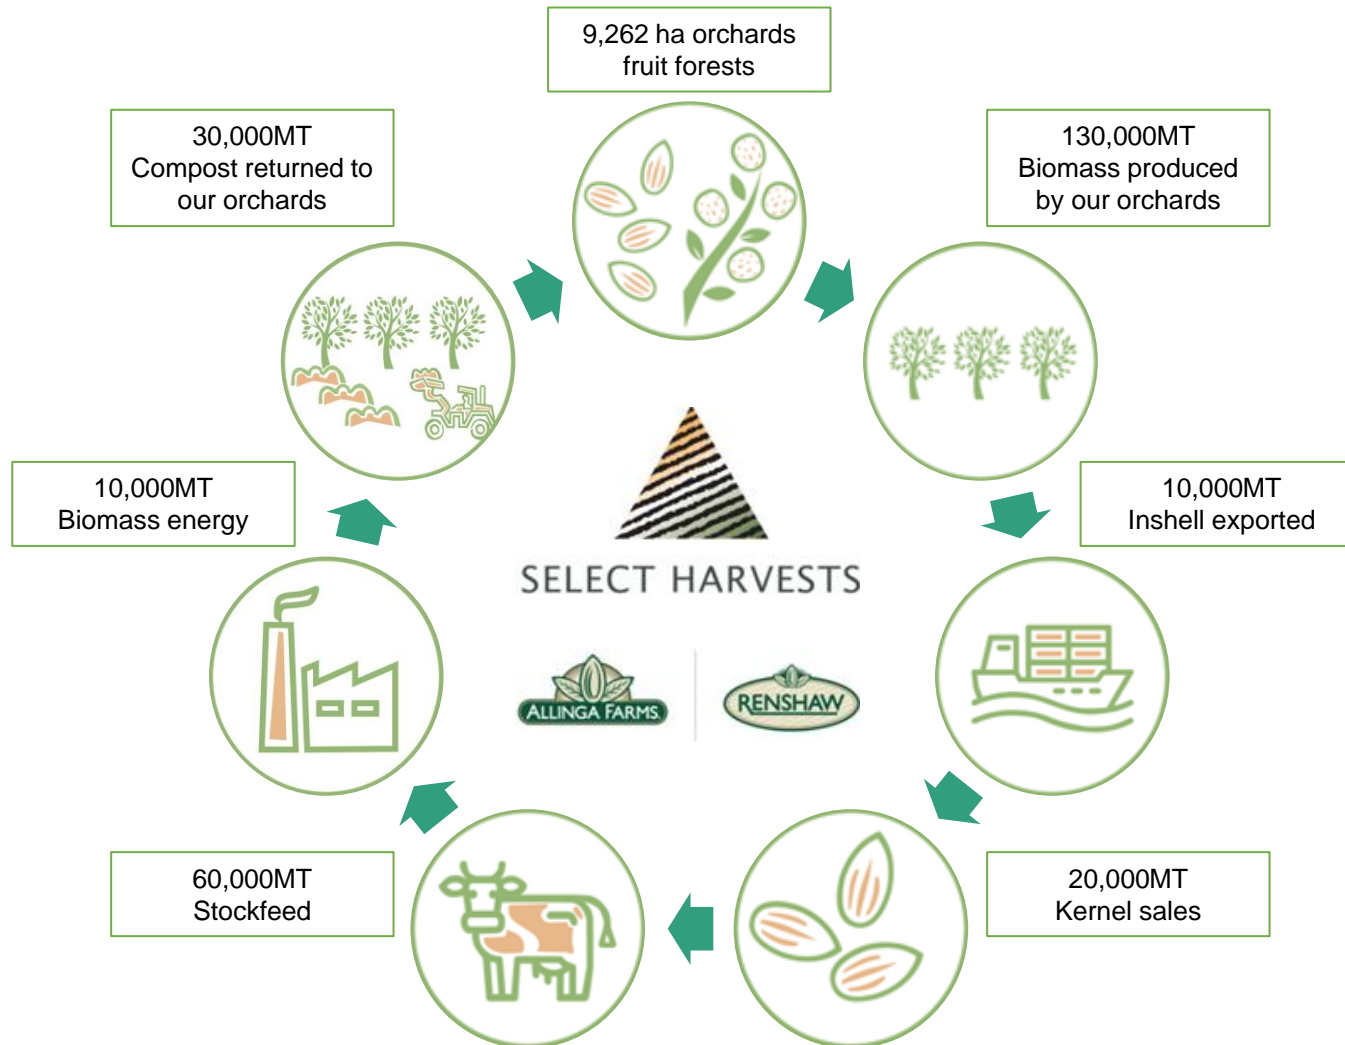 9,262 ha orchards
fruit forests
130,000MT
Biomass produced
by our orchards
10,000MT
Inshell exported
20,000MT
Kernel sales
60,000MT
Stockfeed
10,000MT
Biomass energy
30,000MT
Compost returned to
our orchards
SELECT HARVESTS
ALLINGA FARMS.
RENSHAW